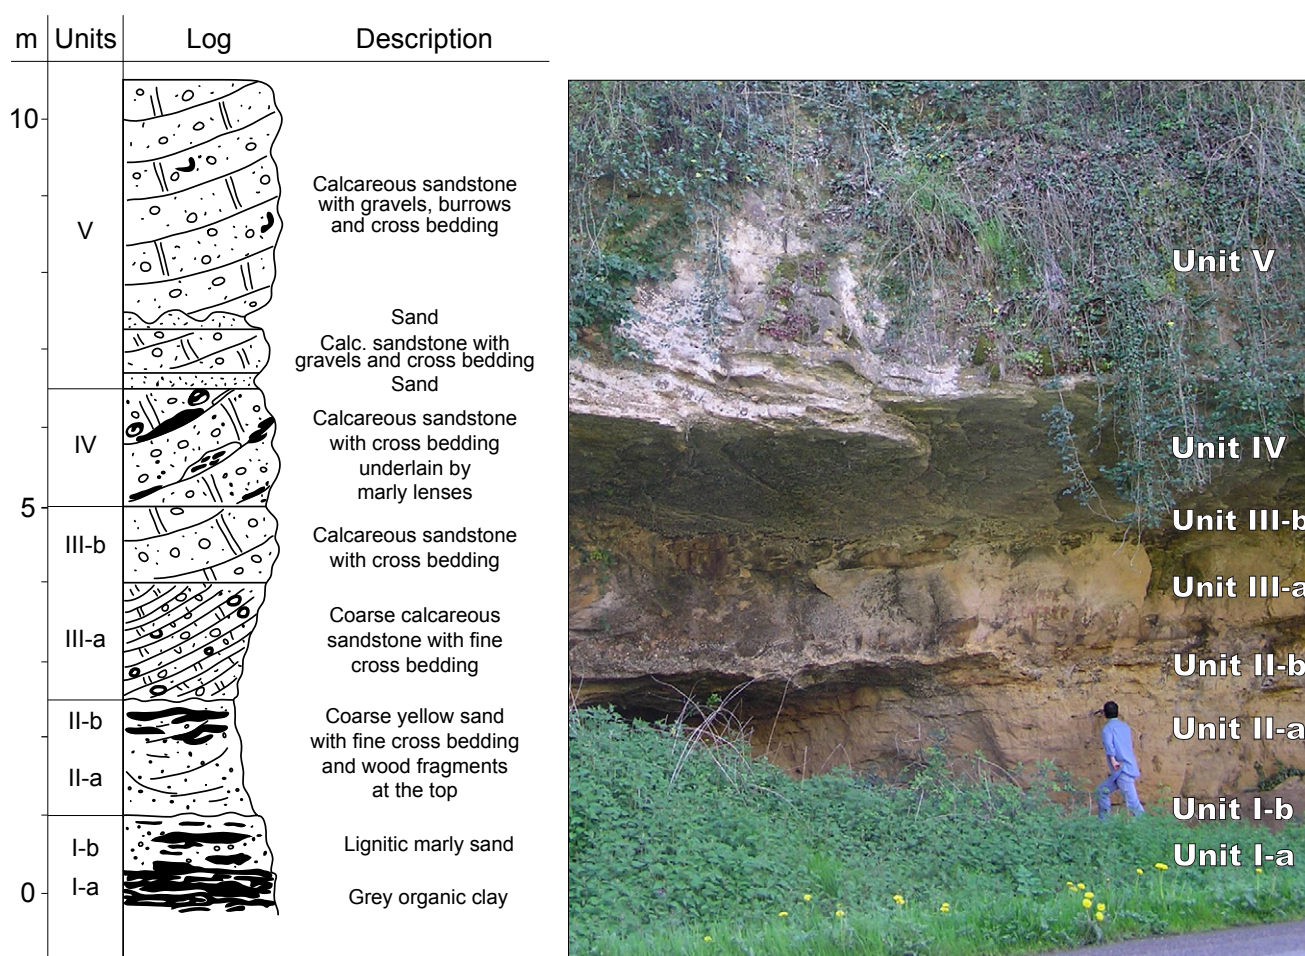 m Units Log Description
10
V
Calcareous sandstone
with gravels, burrows
and cross bedding
Sand
Calc. sandstone with
gravels and cross bedding
Sand
IV
Calcareous sandstone
with cross bedding
underlain by
marly lenses
5
III-b
Calcareous sandstone
with cross bedding
III-a
Coarse calcareous
sandstone with fine
cross bedding
II-b
II-a
Coarse yellow sand
with fine cross bedding
and wood fragments
at the top
I-b
Lignitic marly sand
I-a
0
Grey organic clay
Unit V
Unit IV
Unit III-b
Unit III-a
Unit II-b
Unit II-a
Unit I-b
Unit I-a